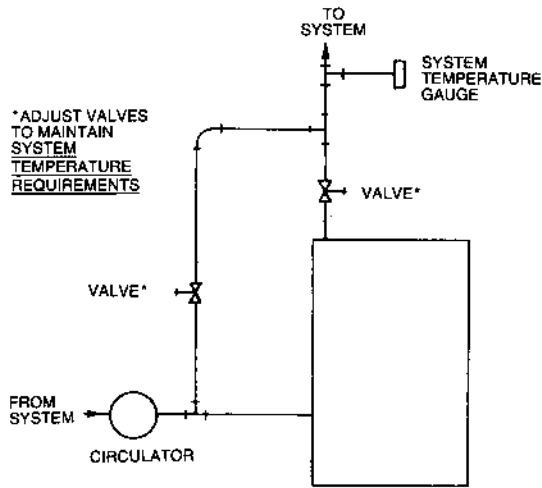 TO
SYSTEM
SYSTEM
TEMPERATURE
GAUGE
*ADJUST VALVES
TO MAINTAIN
SYSTEM
TEMPERATURE
REQUIREMENTS
VALVE*
VALVE*
FROM
SYSTEM
CIRCULATOR